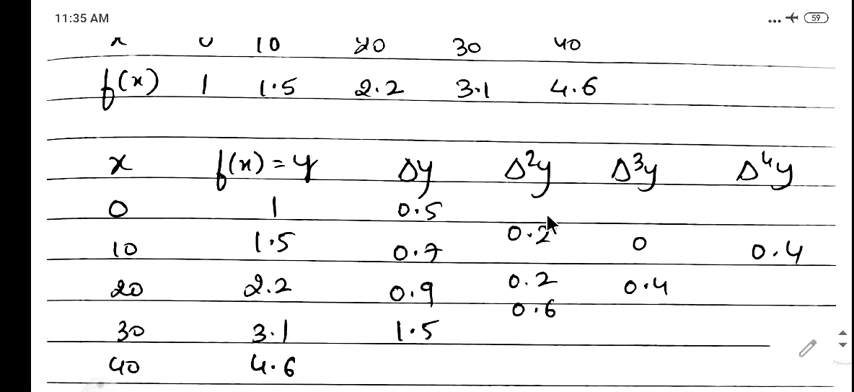 11:35 AM ... 59
x 0 10 20 30 40
f(x) 1 1.5 2.2 3.1 4.6
x f(x) = y Δy Δ²y Δ³y Δ⁴y
0 1 0.5
10 1.5 0.7 0.2 0 0.4
20 2.2 0.9 0.2 0.4
30 3.1 1.5 0.6
40 4.6